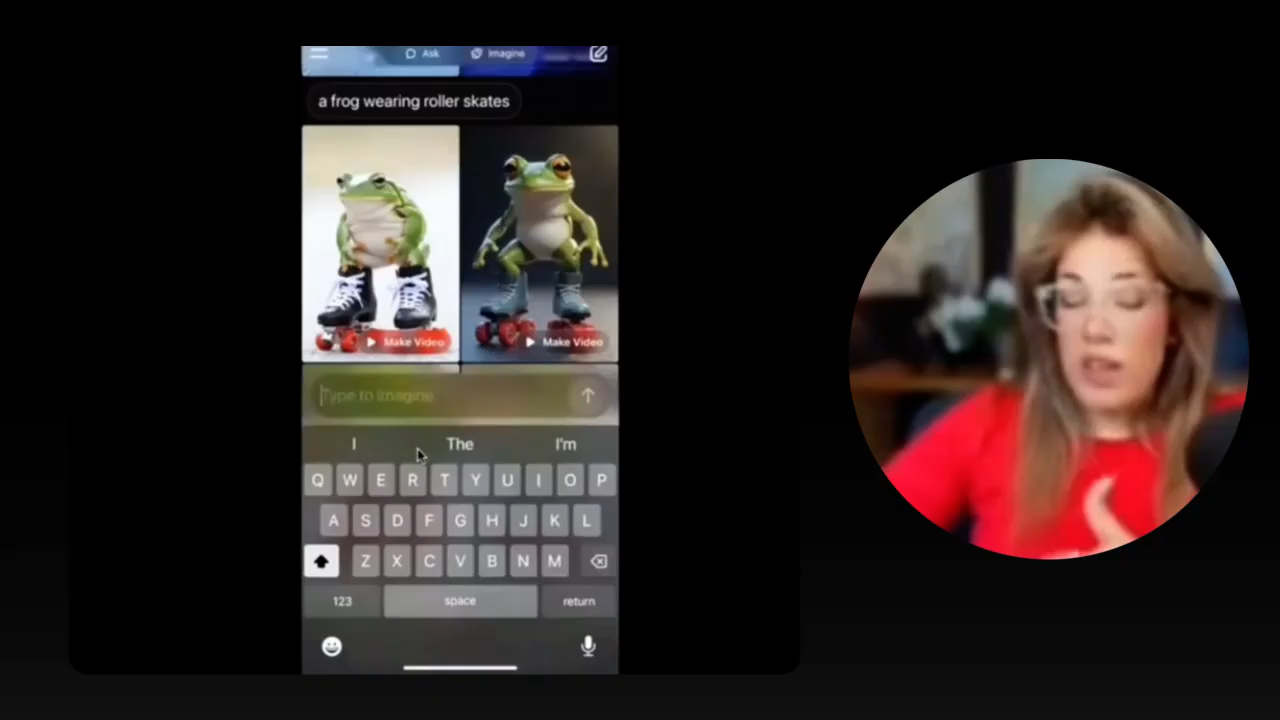 Ask
Imagine
a frog wearing roller skates
Make Video
Make Video
Type to imagine
I
The
I'm
Q W E R T Y U I O P
A S D F G H J K L
Z X C V B N M
123
space
return